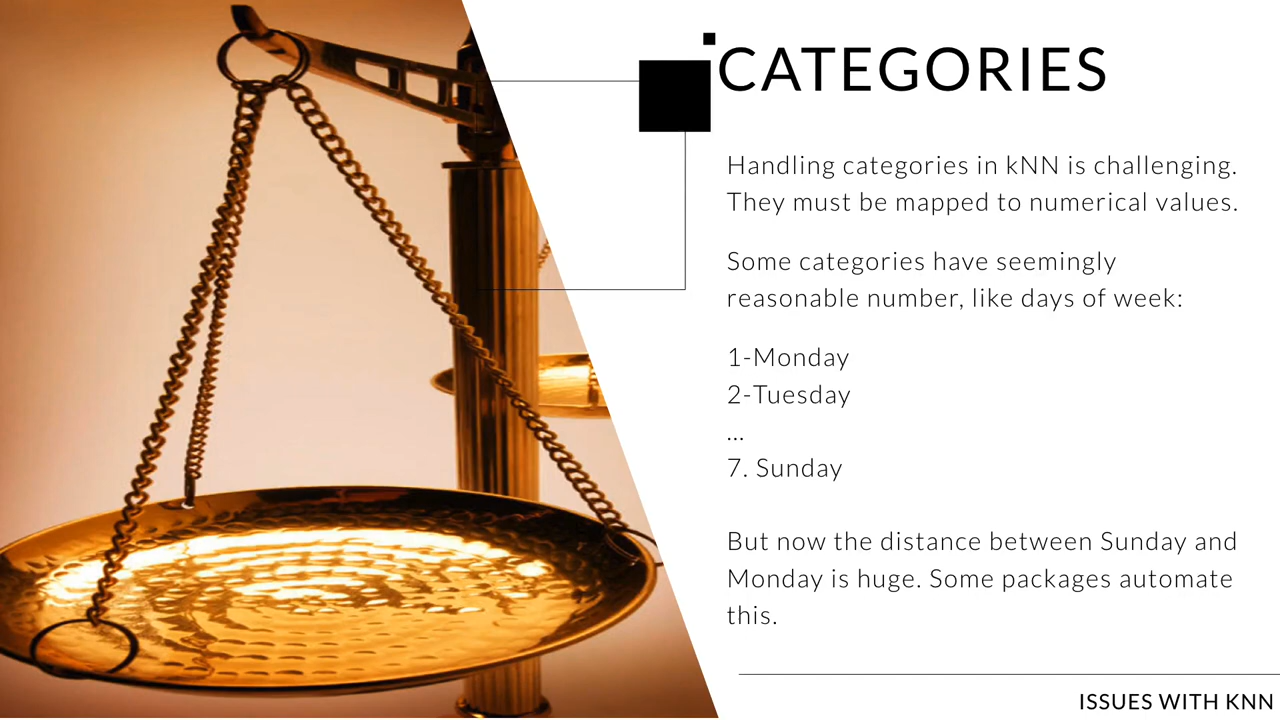 CATEGORIES
Handling categories in kNN is challenging.
They must be mapped to numerical values.
Some categories have seemingly
reasonable number, like days of week:
1-Monday
2-Tuesday
...
7. Sunday
But now the distance between Sunday and
Monday is huge. Some packages automate
this.
ISSUES WITH KNN